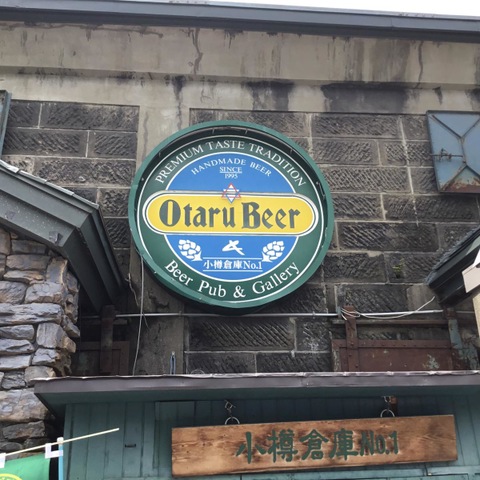 PREMIUM TASTE TRADITION
HANDMADE BEER
SINCE
1995
Otaru Beer
小樽倉庫No.1
Beer Pub & Gallery
小樽倉庫No.1